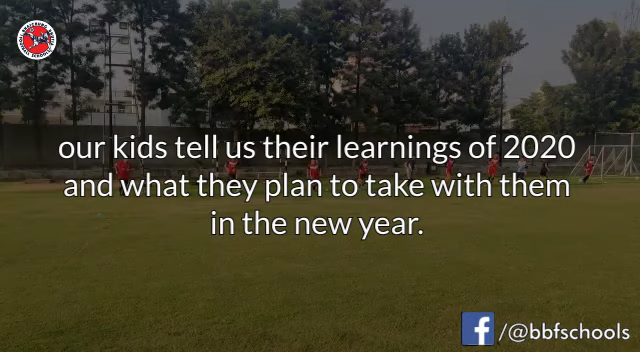 our kids tell us their learnings of 2020
and what they plan to take with them
in the new year.
/@bbfschools